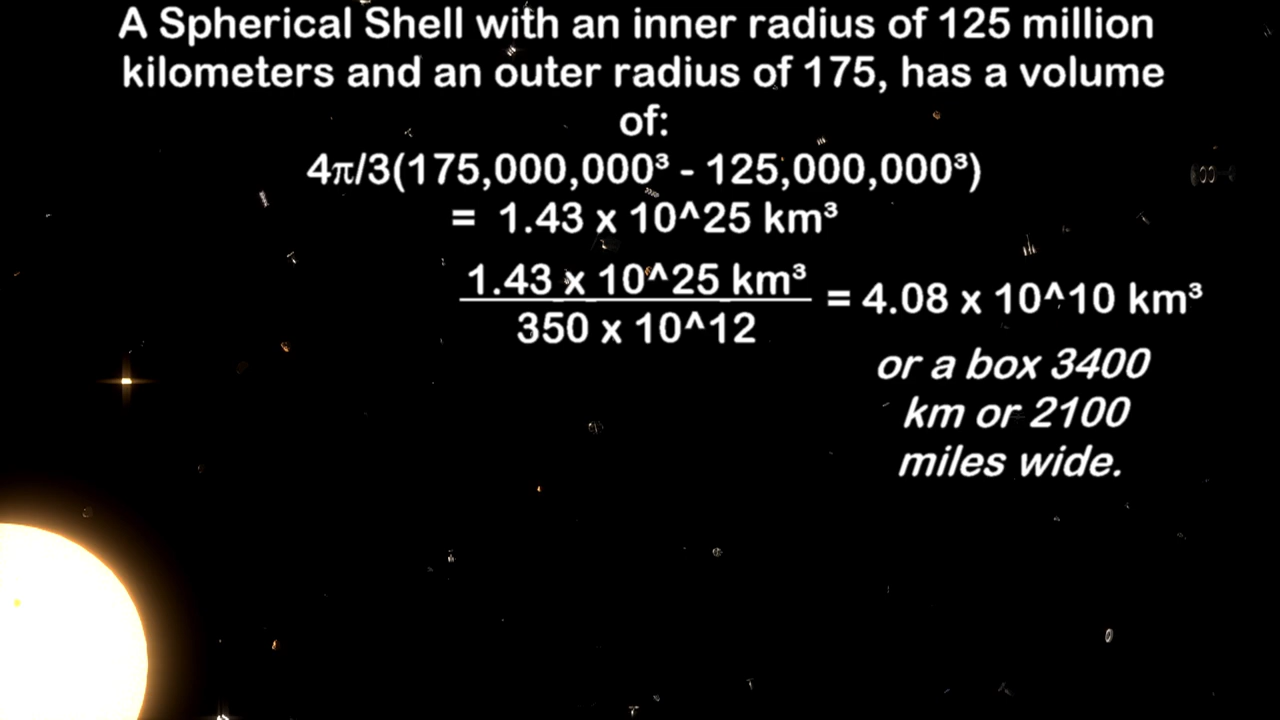 A Spherical Shell with an inner radius of 125 million
kilometers and an outer radius of 175, has a volume
of:
4π/3(175,000,000³ - 125,000,000³)
= 1.43 x 10^25 km³
1.43 x 10^25 km³
350 x 10^12
= 4.08 x 10^10 km³
or a box 3400
km or 2100
miles wide.